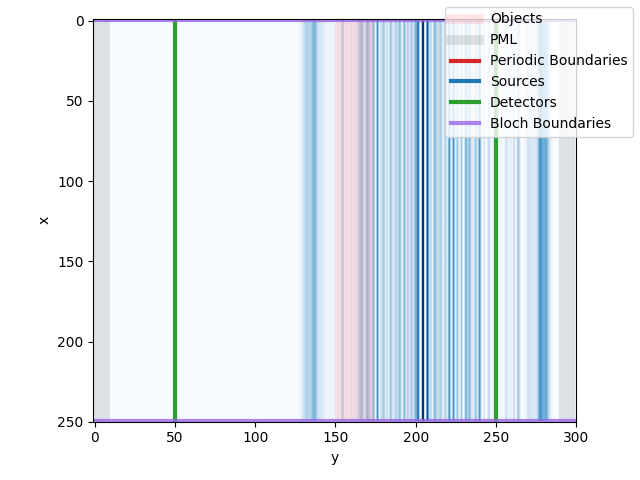 Objects
PML
Periodic Boundaries
Sources
Detectors
Bloch Boundaries
0
50
100
150
200
250
x
0
50
100
150
200
250
300
y